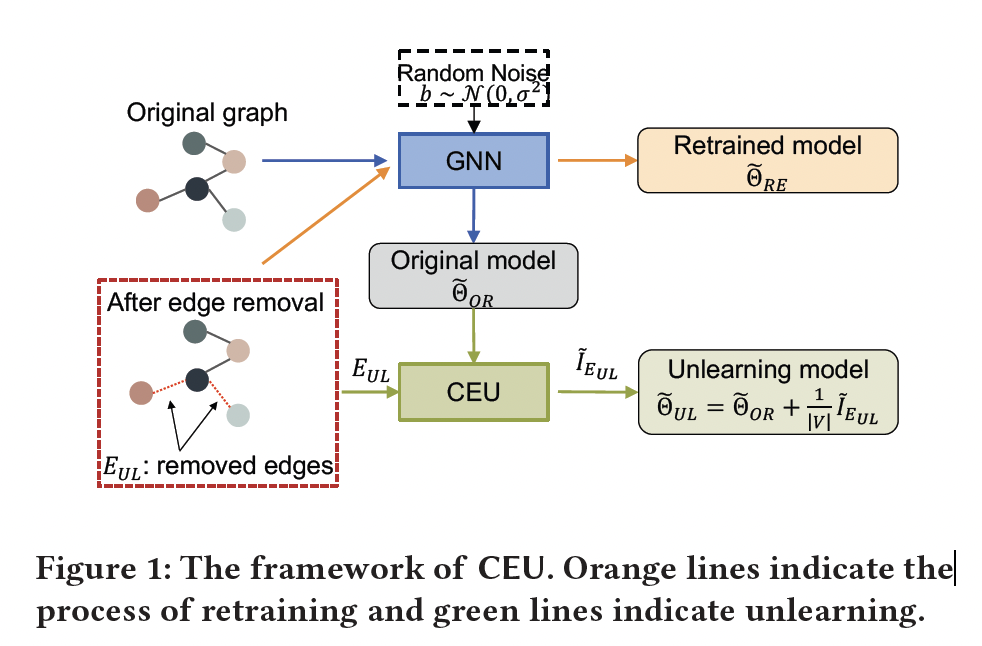 Random Noise
b ~ 𝒩(0, σ²)
Original graph
GNN
Retrained model
Θ̃_RE
Original model
Θ̃_OR
After edge removal
E_UL
CEU
Ĩ_{E_UL}
Unlearning model
Θ̃_UL = Θ̃_OR + 1/|V| Ĩ_{E_UL}
E_UL: removed edges
Figure 1: The framework of CEU. Orange lines indicate the
process of retraining and green lines indicate unlearning.